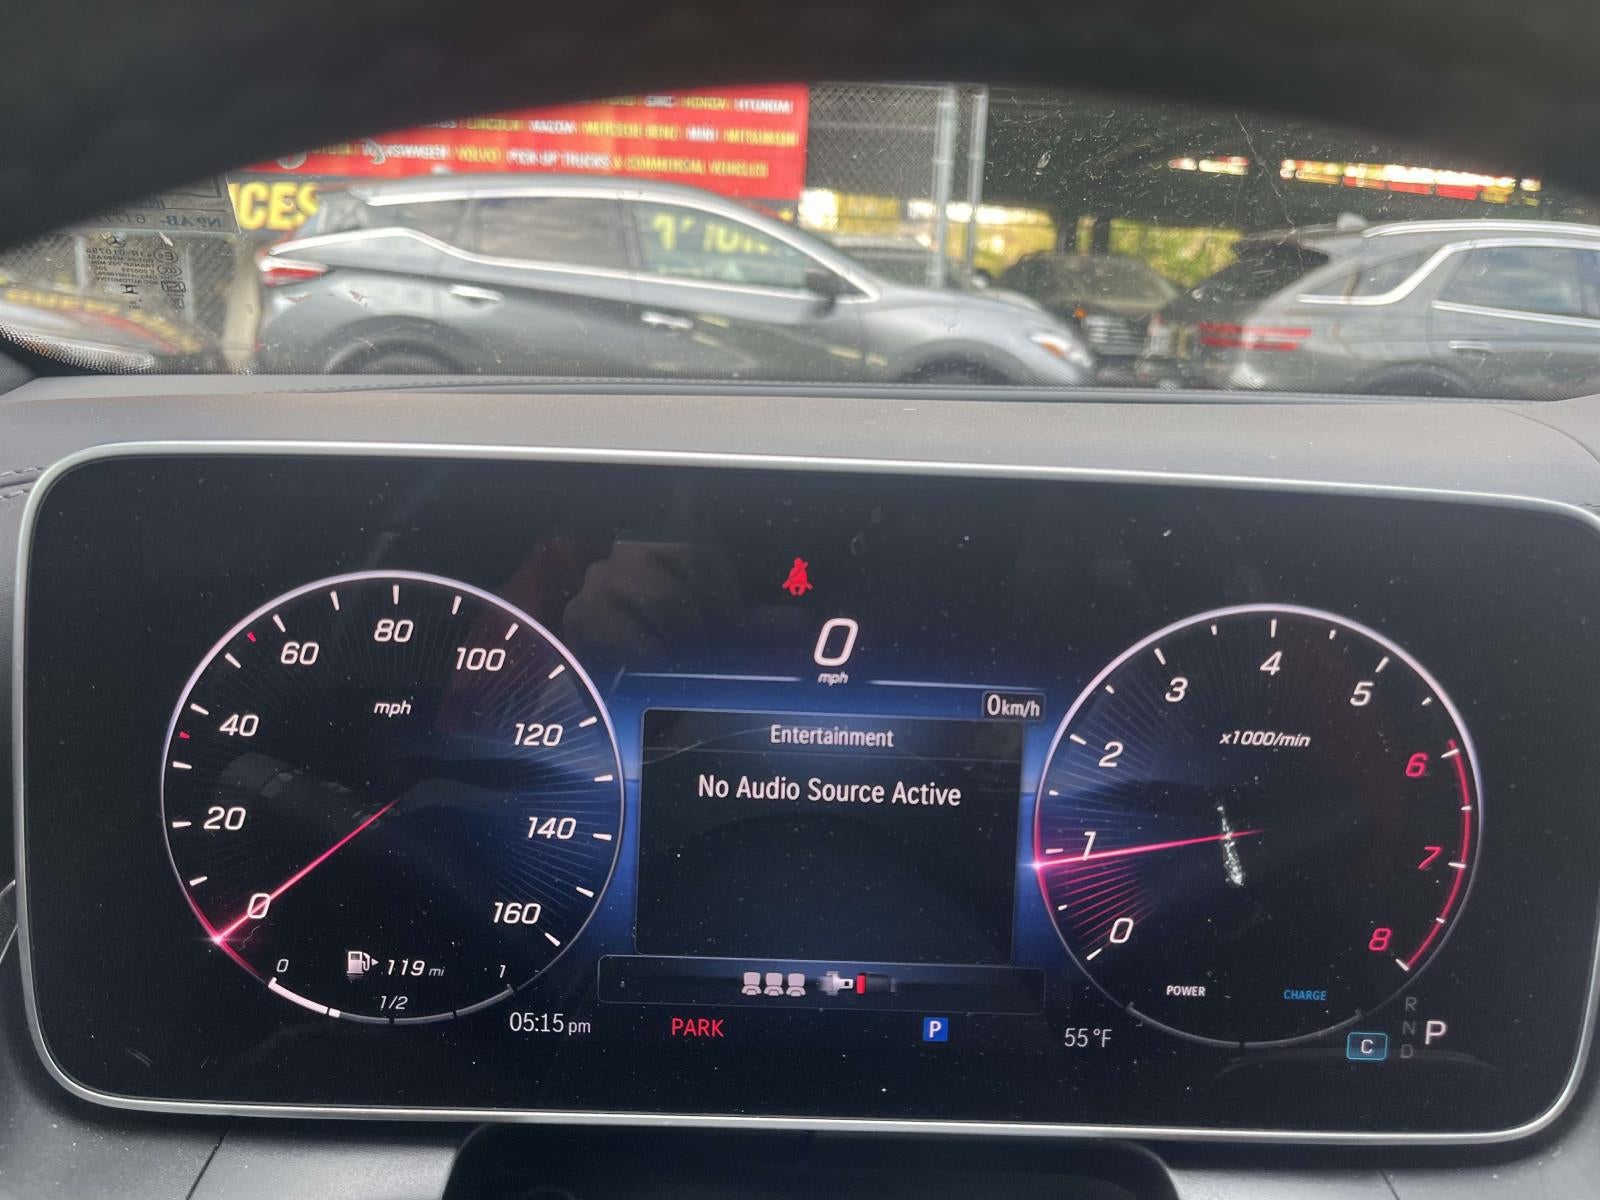 GMC HONDA HYUNDAI
LINCOLN MAZDA MERCEDES BENZ MINI MITSUBISHI
VOLKSWAGEN VOLVO PICK-UP TRUCKS & COMMERCIAL VEHICLES
CES
0
mph
0km/h
Entertainment
No Audio Source Active
mph
0
20
40
60
80
100
120
140
160
0
119 mi
1
1/2
05:15 pm
PARK
P
55 °F
x1000/min
0
1
2
3
4
5
6
7
8
POWER
CHARGE
C
R
N
D
P